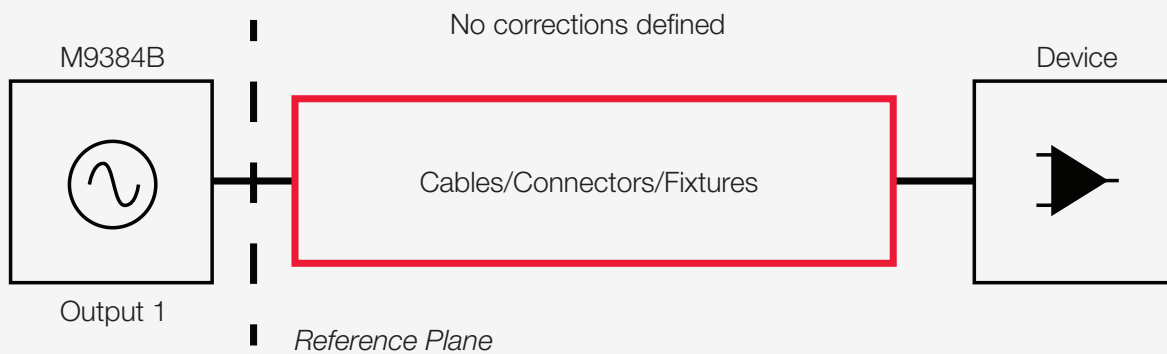 No corrections defined
M9384B
Device
Cables/Connectors/Fixtures
Output 1
Reference Plane